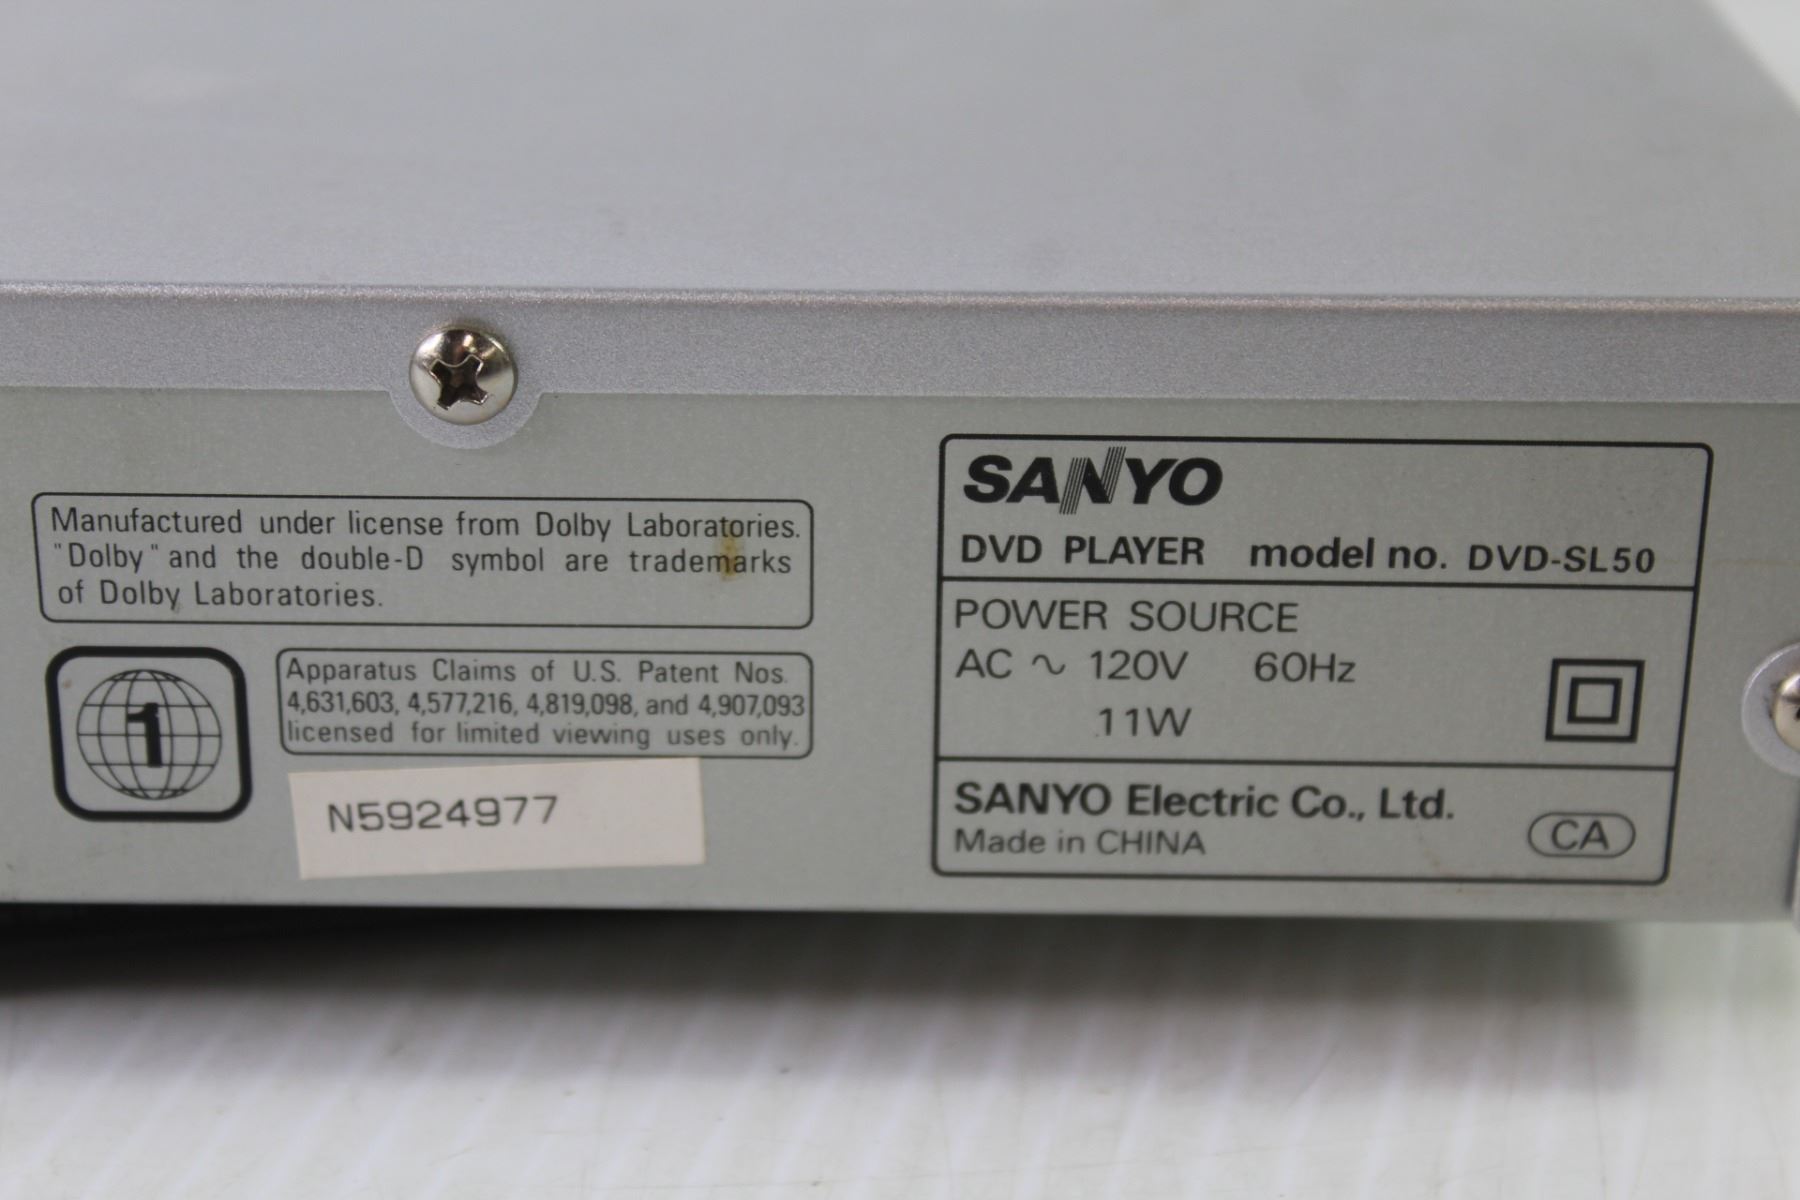 Manufactured under license from Dolby Laboratories.
"Dolby" and the double-D symbol are trademarks
of Dolby Laboratories.
1
Apparatus Claims of U.S. Patent Nos.
4,631,603, 4,577,216, 4,819,098, and 4,907,093
licensed for limited viewing uses only.
N5924977
SANYO
DVD PLAYER model no. DVD-SL50
POWER SOURCE
AC ~ 120V 60Hz
11W
SANYO Electric Co., Ltd.
Made in CHINA
CA